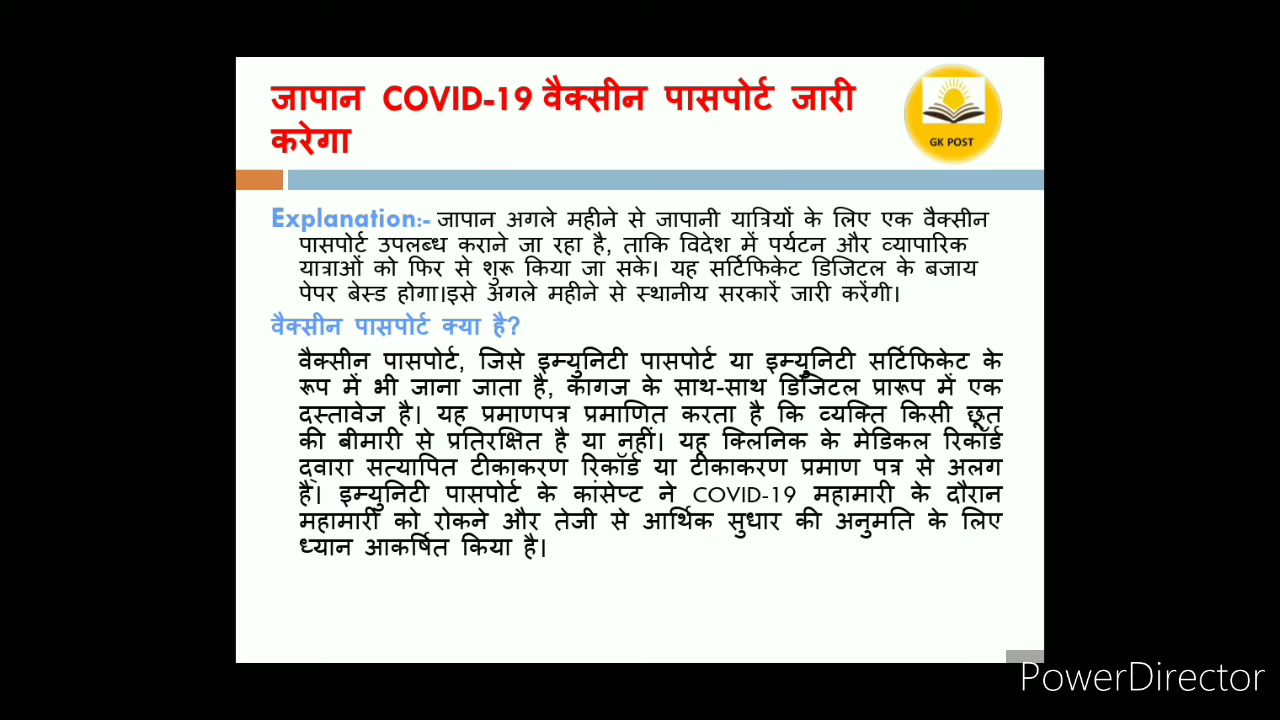 जापान COVID-19 वैक्सीन पासपोर्ट जारी
करेगा
GK POST
Explanation:- जापान अगले महीने से जापानी यात्रियों के लिए एक वैक्सीन
पासपोर्ट उपलब्ध कराने जा रहा है, ताकि विदेश में पर्यटन और व्यापारिक
यात्राओं को फिर से शुरू किया जा सके। यह सर्टिफिकेट डिजिटल के बजाय
पेपर बेस्ड होगा।इसे अगले महीने से स्थानीय सरकारें जारी करेंगी।
वैक्सीन पासपोर्ट क्या है?
वैक्सीन पासपोर्ट, जिसे इम्युनिटी पासपोर्ट या इम्युनिटी सर्टिफिकेट के
रूप में भी जाना जाता है, कागज के साथ-साथ डिजिटल प्रारूप में एक
दस्तावेज है। यह प्रमाणपत्र प्रमाणित करता है कि व्यक्ति किसी छूत
की बीमारी से प्रतिरक्षित है या नहीं। यह क्लिनिक के मेडिकल रिकॉर्ड
द्वारा सत्यापित टीकाकरण रिकॉर्ड या टीकाकरण प्रमाण पत्र से अलग
है। इम्युनिटी पासपोर्ट के कांसेप्ट ने COVID-19 महामारी के दौरान
महामारी को रोकने और तेजी से आर्थिक सुधार की अनुमति के लिए
ध्यान आकर्षित किया है।
PowerDirector